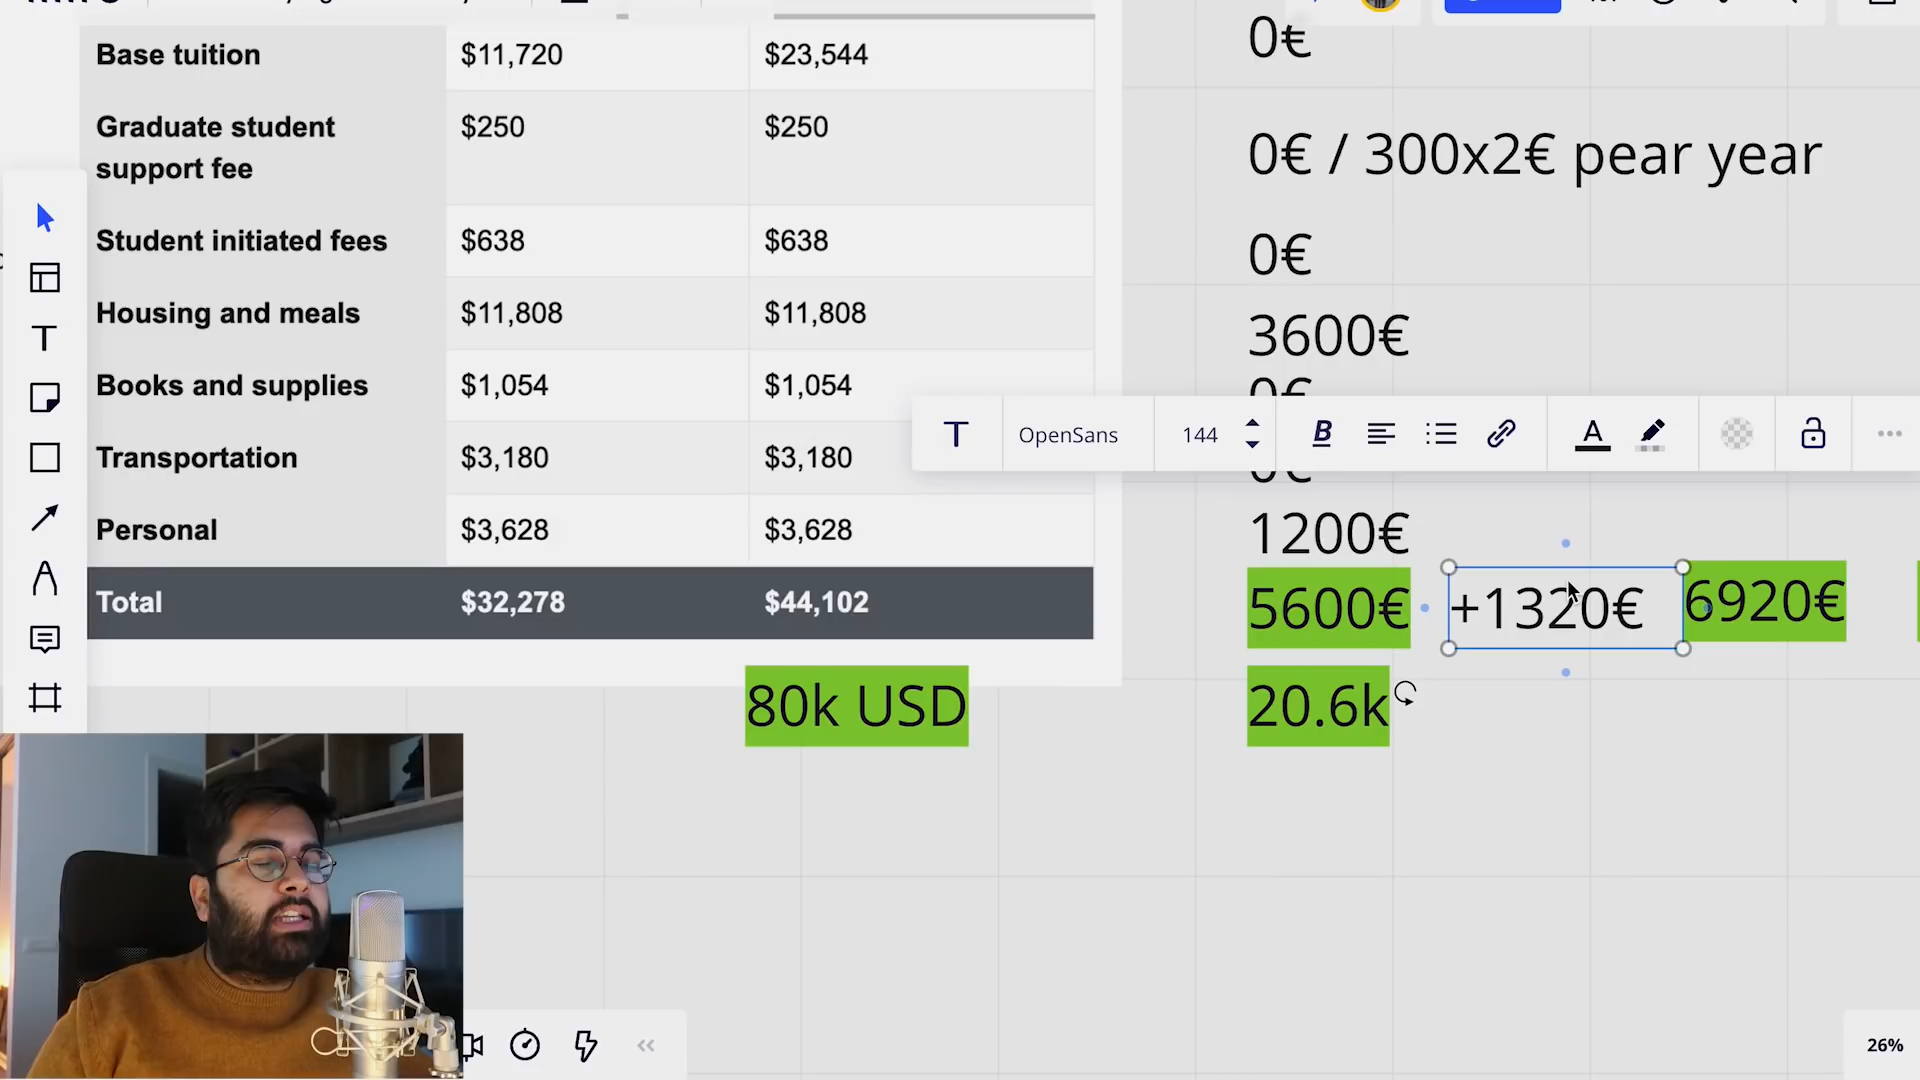 Base tuition $11,720 $23,544
Graduate student support fee $250 $250
Student initiated fees $638 $638
Housing and meals $11,808 $11,808
Books and supplies $1,054 $1,054
Transportation $3,180 $3,180
Personal $3,628 $3,628
Total $32,278 $44,102
80k USD
0€
0€ / 300x2€ pear year
0€
3600€
0€
T OpenSans 144 B A
0€
1200€
5600€ +1320€ 6920€
20.6k
T
26%